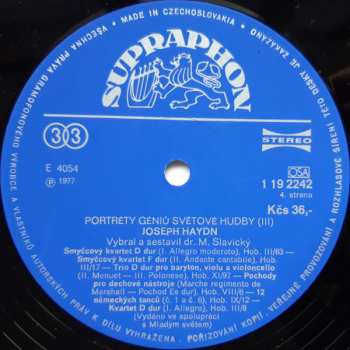 MADE IN CZECHOSLOVAKIA · VŠECHNA PRÁVA GRAMOFONOVÉHO VÝROBCE A VLASTNÍKŮ AUTORSKÝCH PRÁV K DÍLU VYHRAŽENA. POŘIZOVÁNÍ KOPIÍ, VEŘEJNÉ PROVOZOVÁNÍ A ROZHLASOVÉ ŠÍŘENÍ TÉTO DESKY JE ZAKÁZÁNO
SUPRAPHON
33
STEREO
E 4054
℗ 1977
OSA
1 19 2242
4. strana
Kčs 36,-
PORTRÉTY GÉNIŮ SVĚTOVÉ HUDBY (III)
JOSEPH HAYDN
Vybral a sestavil dr. M. Slavický
Smyčcový kvartet D dur (I. Allegro moderato), Hob. III/63 –
Smyčcový kvartet F dur (II. Andante cantabile), Hob.
III/17 – Trio D dur pro baryton, violu a violoncello
(II. Menuet — III. Polonese), Hob. XI/97 – Pochody
pro dechové nástroje (Marche regimento de
Marshall — Pochod Es dur), Hob. VIII/6 – 12
německých tanců (č. 1 a č. 6), Hob. IX/12 –
Kvartet D dur (I. Allegro), III/8
(Vydáno ve spolupráci
s Mladým světem)